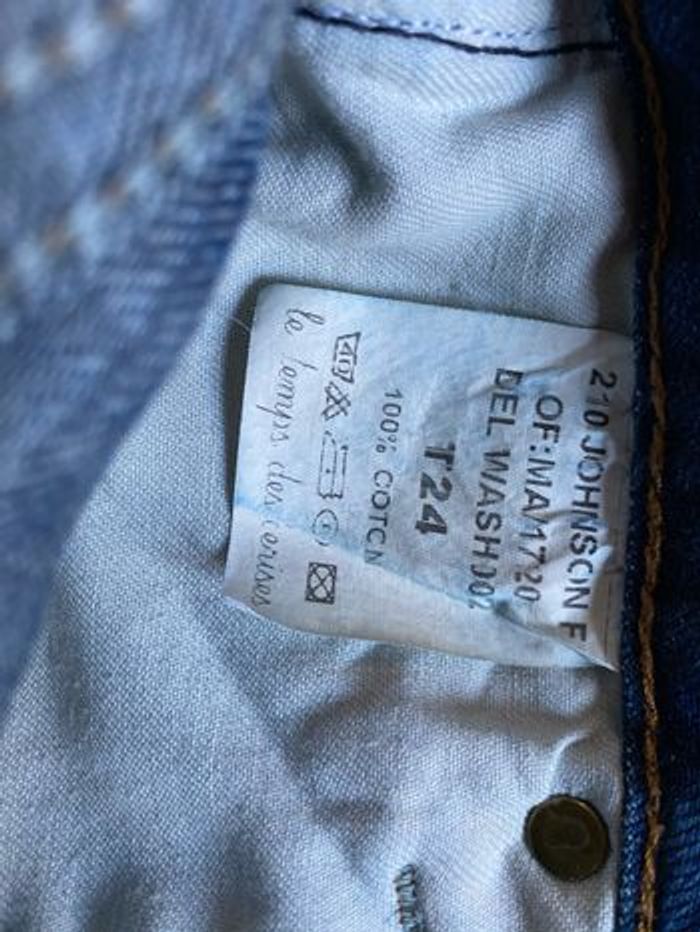 210 JOHNSON F
OF:MA/1720
DEL WASH002
T24
100% COTON
le temps des cerises